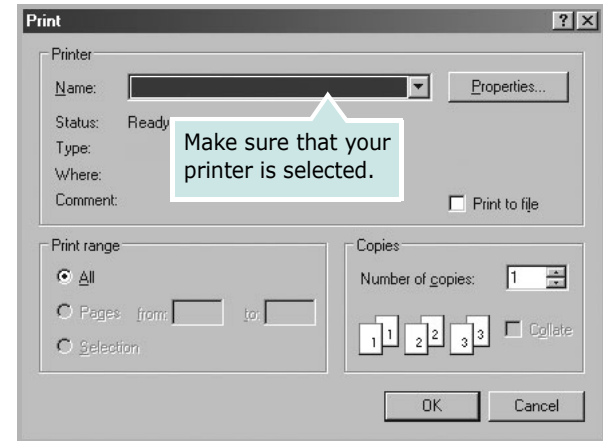 Print
Printer
Name:
Properties...
Status: Ready
Type:
Where:
Comment:
Make sure that your
printer is selected.
Print to file
Print range
All
Pages from: to:
Selection
Copies
Number of copies: 1
1 1 2 2 3 3
Collate
OK Cancel